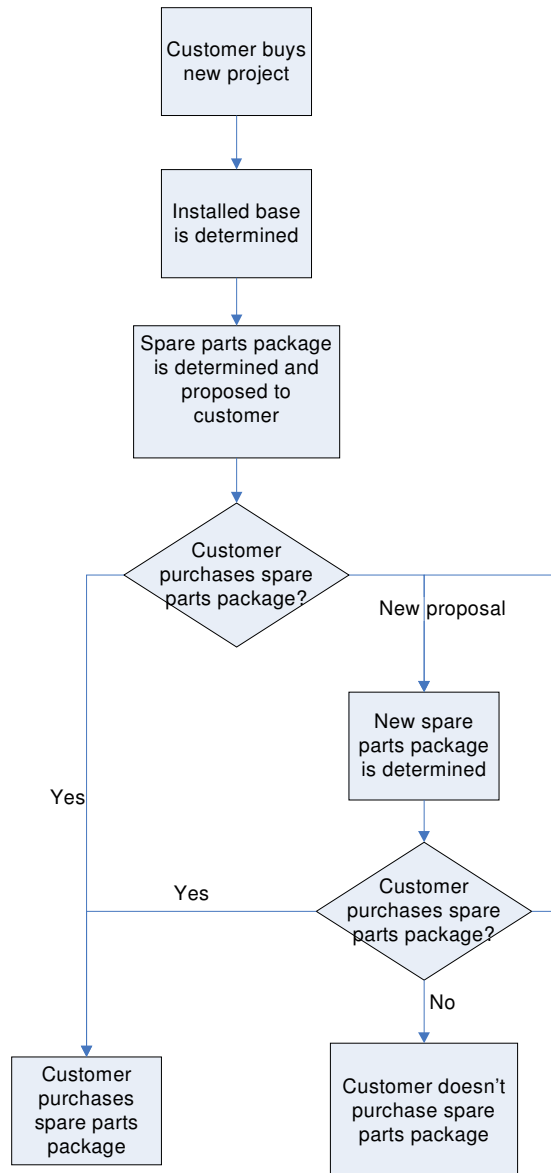 Customer buys
new project
Installed base
is determined
Spare parts package
is determined and
proposed to
customer
Customer
purchases spare
parts package?
New proposal
New spare
parts package
is determined
Yes
Yes
Customer
purchases spare
parts package?
No
Customer
purchases
spare parts
package
Customer doesn't
purchase spare
parts package